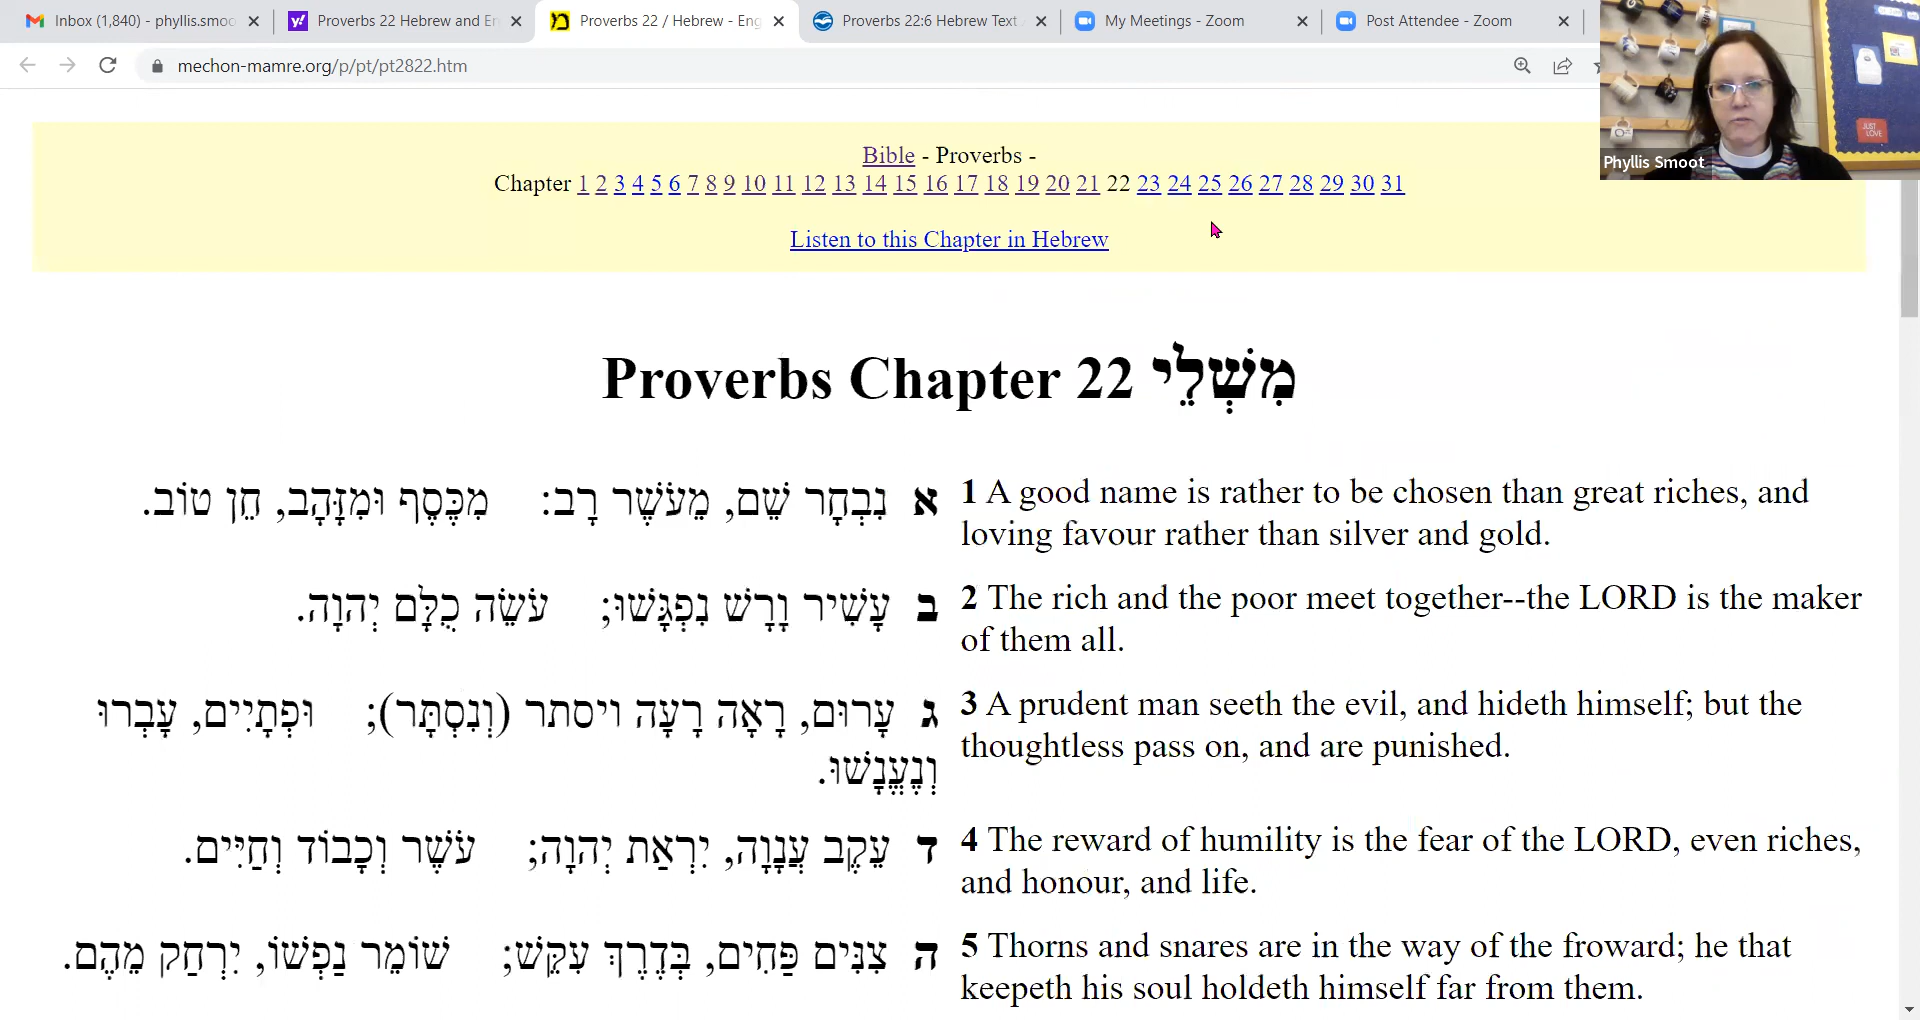 Inbox (1,840) - phyllis.smoo
Proverbs 22 Hebrew and En
Proverbs 22 / Hebrew - Eng
Proverbs 22:6 Hebrew Text
My Meetings - Zoom
Post Attendee - Zoom
mechon-mamre.org/p/pt/pt2822.htm
JUST LOVE
Phyllis Smoot
Bible - Proverbs -
Chapter 1 2 3 4 5 6 7 8 9 10 11 12 13 14 15 16 17 18 19 20 21 22 23 24 25 26 27 28 29 30 31
Listen to this Chapter in Hebrew
Proverbs Chapter 22 מִשְׁלֵי
א נִבְחָר שֵׁם, מֵעֹשֶׁר רָב: מִכֶּסֶף וּמִזָּהָב, חֵן טוֹב.
1 A good name is rather to be chosen than great riches, and
loving favour rather than silver and gold.
ב עָשִׁיר וָרָשׁ נִפְגָּשׁוּ; עֹשֵׂה כֻלָּם יְהוָה.
2 The rich and the poor meet together--the LORD is the maker
of them all.
ג עָרוּם, רָאָה רָעָה ויסתר (וְנִסְתָּר); וּפְתָיִים, עָבְרוּ
וְנֶעֱנָשׁוּ.
3 A prudent man seeth the evil, and hideth himself; but the
thoughtless pass on, and are punished.
ד עֵקֶב עֲנָוָה, יִרְאַת יְהוָה; עֹשֶׁר וְכָבוֹד וְחַיִּים.
4 The reward of humility is the fear of the LORD, even riches,
and honour, and life.
ה צִנִּים פַּחִים, בְּדֶרֶךְ עִקֵּשׁ; שׁוֹמֵר נַפְשׁוֹ, יִרְחַק מֵהֶם.
5 Thorns and snares are in the way of the froward; he that
keepeth his soul holdeth himself far from them.